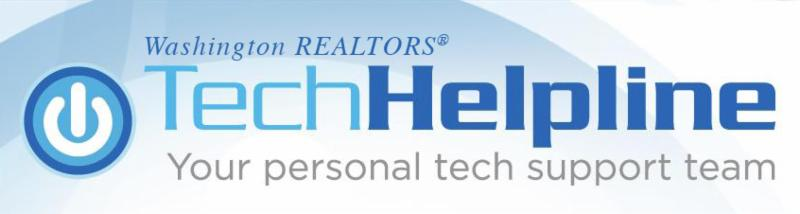 Washington REALTORS®
TechHelpline
Your personal tech support team